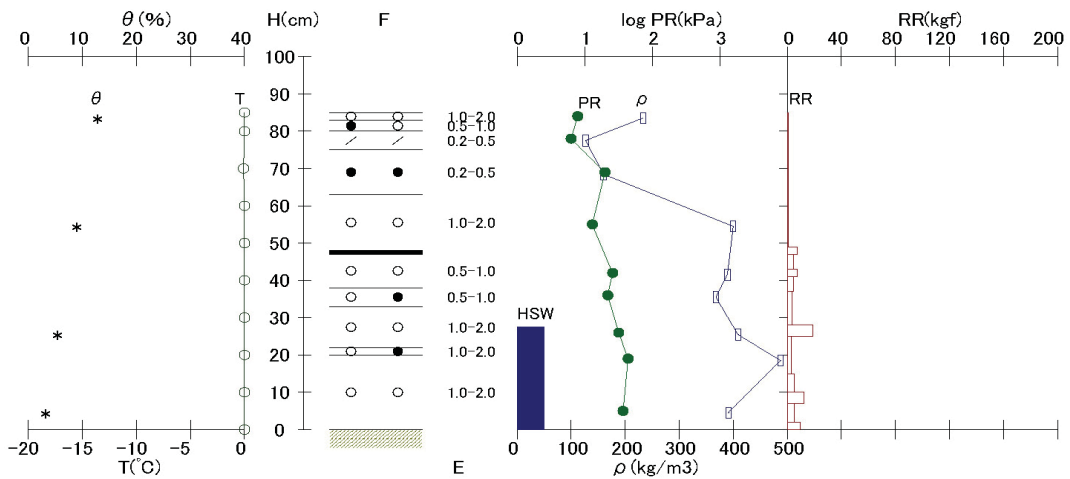 θ(%) H(cm) F log PR(kPa) RR(kgf)
0 10 20 30 40 0 1 2 3 0 40 80 120 160 200
100
90
θ T PR ρ RR
1.0-2.0
80 0.5-1.0
0.2-0.5
70 0.2-0.5
60
1.0-2.0
50
40 0.5-1.0
0.5-1.0
30 HSW
1.0-2.0
20 1.0-2.0
10 1.0-2.0
0
-20 -15 -10 -5 0 0 100 200 300 400 500
T(°C) E ρ(kg/m3)